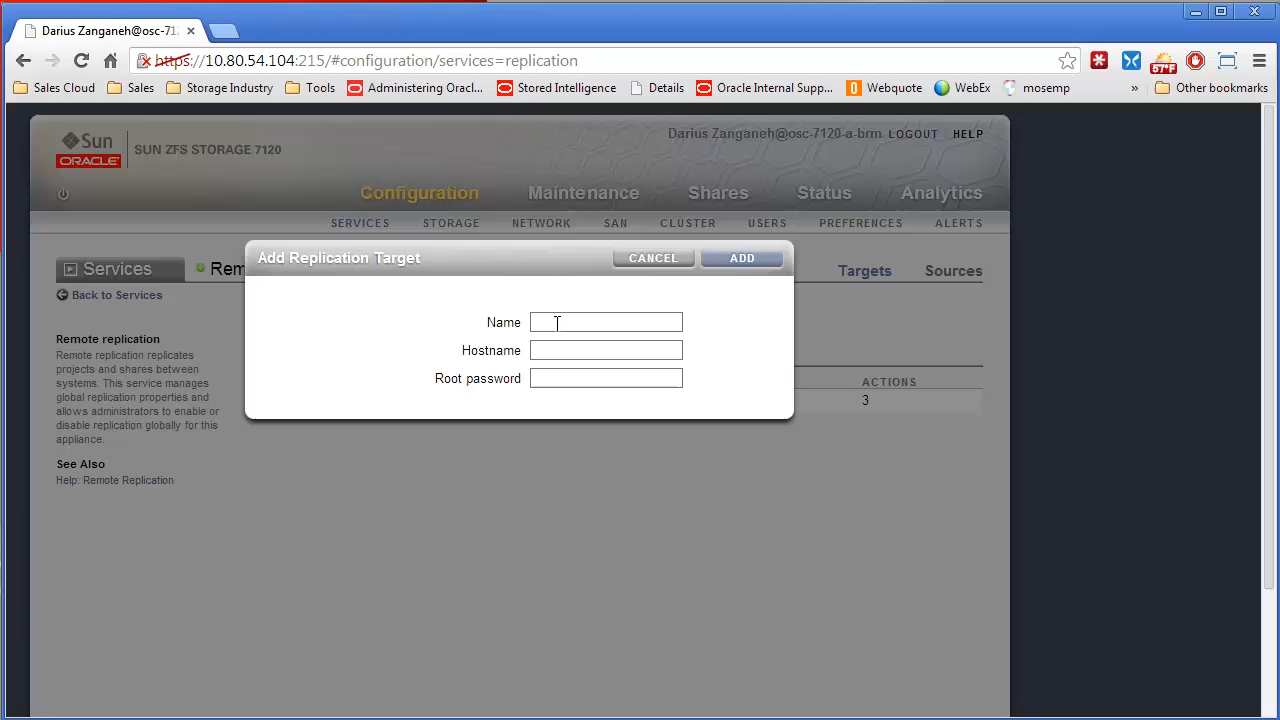 Darius Zanganeh@osc-71
https://10.80.54.104:215/#configuration/services=replication
57°F
Sales Cloud Sales Storage Industry Tools Administering Oracl... Stored Intelligence Details Oracle Internal Supp... Webquote WebEx mosemp » Other bookmarks
Sun
ORACLE
SUN ZFS STORAGE 7120
Darius Zanganeh@osc-7120-a-brm LOGOUT HELP
Configuration Maintenance Shares Status Analytics
SERVICES STORAGE NETWORK SAN CLUSTER USERS PREFERENCES ALERTS
Add Replication Target CANCEL ADD
Services Rem Targets Sources
Back to Services
Name
Hostname
Root password
Remote replication
Remote replication replicates
projects and shares between
systems. This service manages
global replication properties and
allows administrators to enable or
disable replication globally for this
appliance.
ACTIONS
3
See Also
Help: Remote Replication